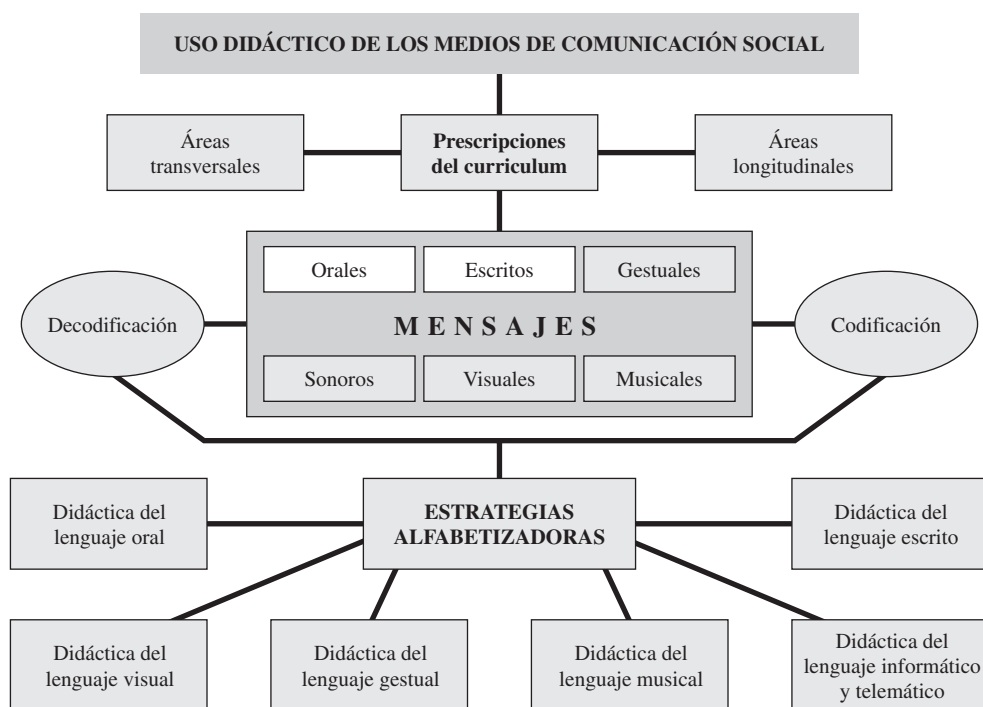 USO DIDÁCTICO DE LOS MEDIOS DE COMUNICACIÓN SOCIAL
Áreas
transversales
Prescripciones
del curriculum
Áreas
longitudinales
Orales
Escritos
Gestuales
Decodificación
MENSAJES
Codificación
Sonoros
Visuales
Musicales
Didáctica del
lenguaje oral
ESTRATEGIAS
ALFABETIZADORAS
Didáctica del
lenguaje escrito
Didáctica del
lenguaje visual
Didáctica del
lenguaje gestual
Didáctica del
lenguaje musical
Didáctica del
lenguaje informático
y telemático